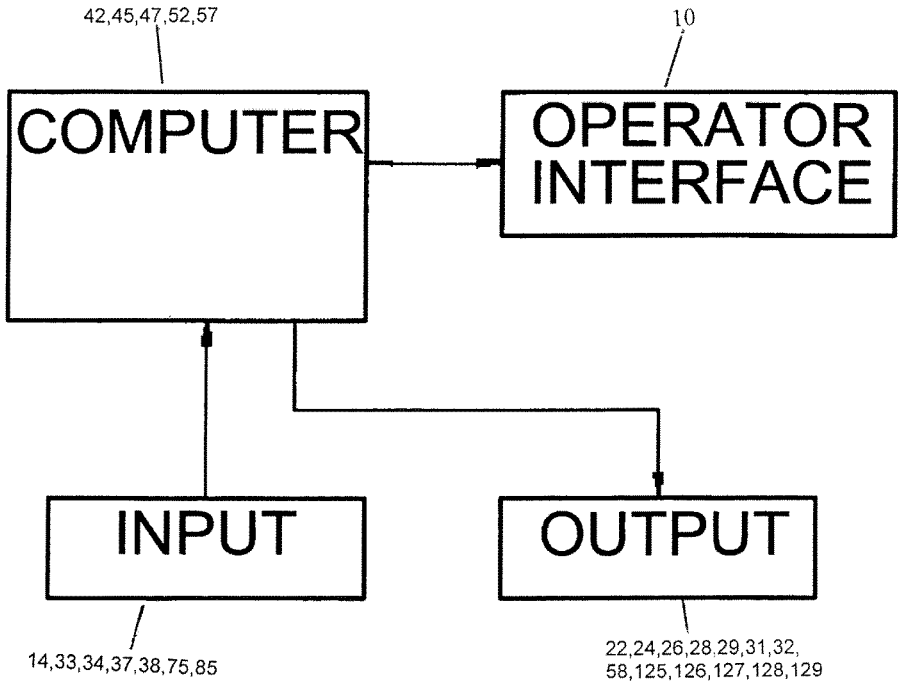 42,45,47,52,57
10
COMPUTER
OPERATOR
INTERFACE
INPUT
OUTPUT
14,33,34,37,38,75,85
22,24,26,28,29,31,32,
58,125,126,127,128,129